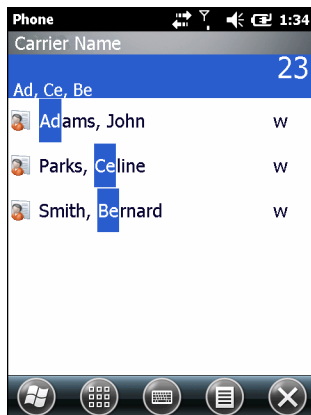 Phone 1:34
Carrier Name
23
Ad, Ce, Be
Adams, John w
Parks, Celine w
Smith, Bernard w